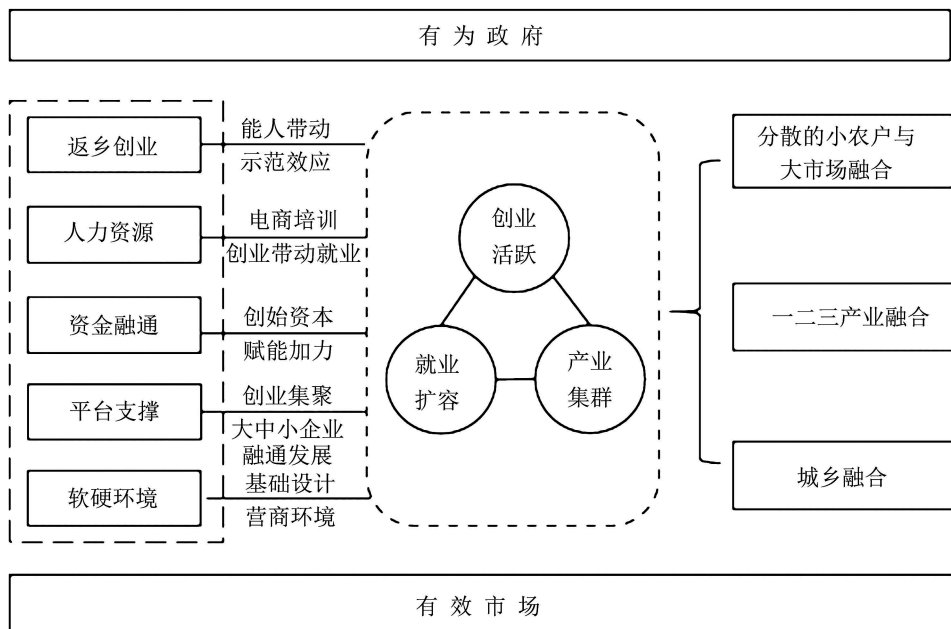 有为政府
返乡创业
能人带动
示范效应
人力资源
电商培训
创业带动就业
资金融通
创始资本
赋能加力
平台支撑
创业集聚
大中小企业
融通发展
软硬环境
基础设计
营商环境
创业
活跃
就业
扩容
产业
集群
分散的小农户与
大市场融合
一二三产业融合
城乡融合
有效市场